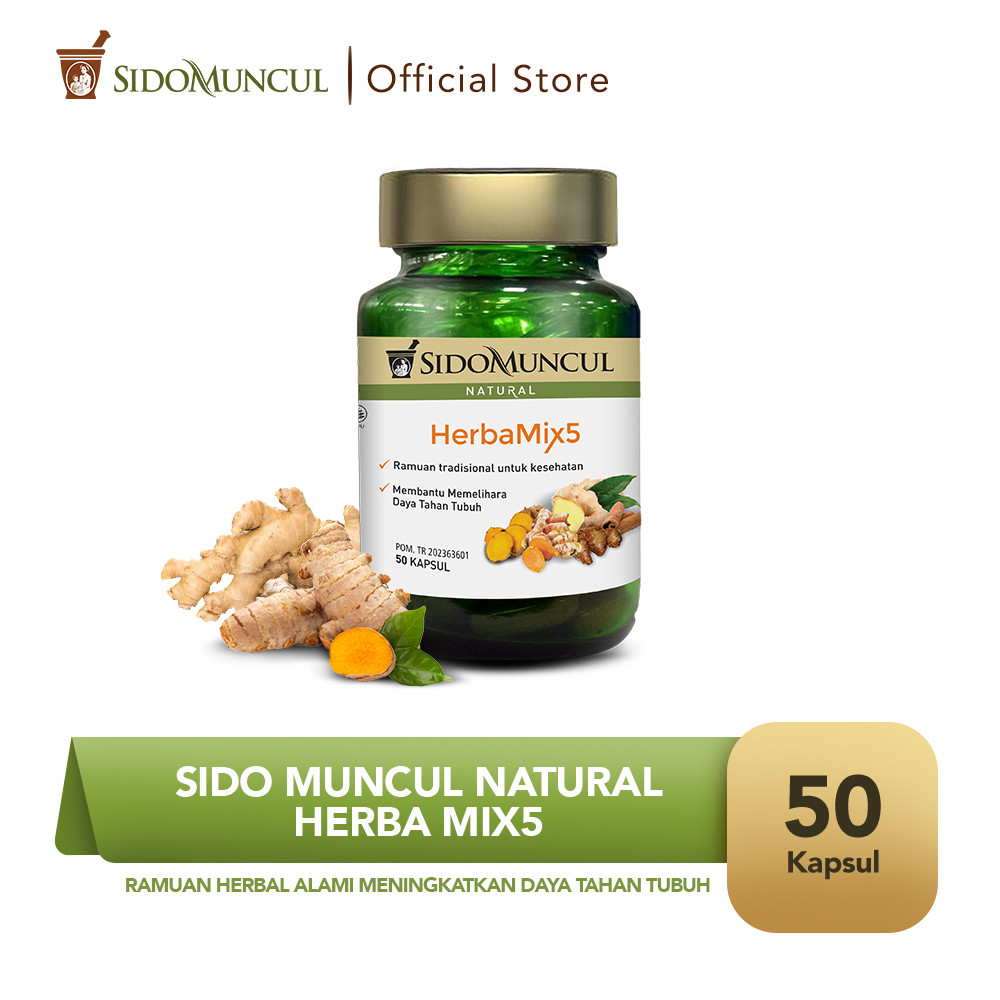 SIDOMUNCUL | Official Store
SIDOMUNCUL
NATURAL
HerbaMix5
✓ Ramuan tradisional untuk kesehatan
✓ Membantu Memelihara
Daya Tahan Tubuh
POM. TR 202363601
50 KAPSUL
SIDO MUNCUL NATURAL
HERBA MIX5
50
Kapsul
RAMUAN HERBAL ALAMI MENINGKATKAN DAYA TAHAN TUBUH